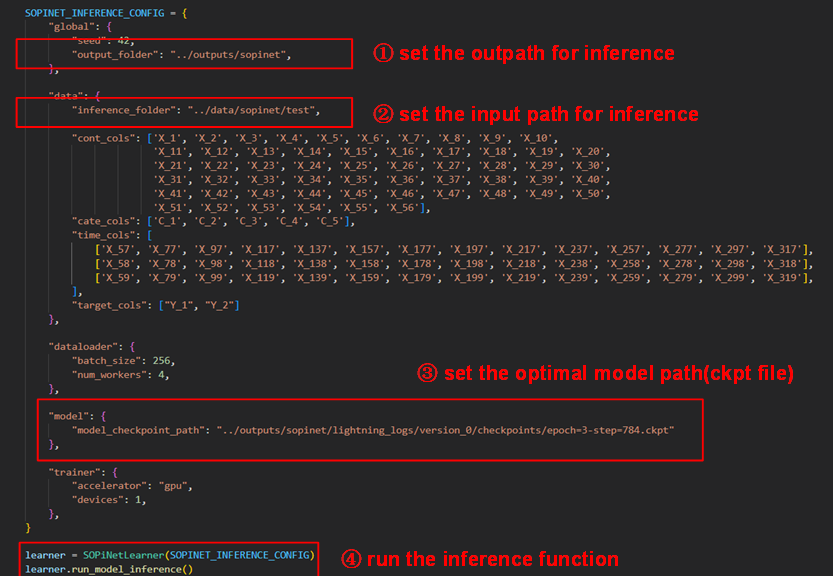 SOPINET_INFERENCE_CONFIG = {
"global": {
"seed": 42,
"output_folder": "../outputs/sopinet",
① set the outpath for inference
},
"data": {
"inference_folder": "../data/sopinet/test",
② set the input path for inference
"cont_cols": ['X_1', 'X_2', 'X_3', 'X_4', 'X_5', 'X_6', 'X_7', 'X_8', 'X_9', 'X_10',
'X_11', 'X_12', 'X_13', 'X_14', 'X_15', 'X_16', 'X_17', 'X_18', 'X_19', 'X_20',
'X_21', 'X_22', 'X_23', 'X_24', 'X_25', 'X_26', 'X_27', 'X_28', 'X_29', 'X_30',
'X_31', 'X_32', 'X_33', 'X_34', 'X_35', 'X_36', 'X_37', 'X_38', 'X_39', 'X_40',
'X_41', 'X_42', 'X_43', 'X_44', 'X_45', 'X_46', 'X_47', 'X_48', 'X_49', 'X_50',
'X_51', 'X_52', 'X_53', 'X_54', 'X_55', 'X_56'],
"cate_cols": ['C_1', 'C_2', 'C_3', 'C_4', 'C_5'],
"time_cols": [
['X_57', 'X_77', 'X_97', 'X_117', 'X_137', 'X_157', 'X_177', 'X_197', 'X_217', 'X_237', 'X_257', 'X_277', 'X_297', 'X_317'],
['X_58', 'X_78', 'X_98', 'X_118', 'X_138', 'X_158', 'X_178', 'X_198', 'X_218', 'X_238', 'X_258', 'X_278', 'X_298', 'X_318'],
['X_59', 'X_79', 'X_99', 'X_119', 'X_139', 'X_159', 'X_179', 'X_199', 'X_219', 'X_239', 'X_259', 'X_279', 'X_299', 'X_319'],
],
"target_cols": ["Y_1", "Y_2"]
},
"dataloader": {
"batch_size": 256,
"num_workers": 4,
},
③ set the optimal model path(ckpt file)
"model": {
"model_checkpoint_path": "../outputs/sopinet/lightning_logs/version_0/checkpoints/epoch=3-step=784.ckpt"
},
"trainer": {
"accelerator": "gpu",
"devices": 1,
},
}
learner = SOPiNetLearner(SOPINET_INFERENCE_CONFIG)
④ run the inference function
learner.run_model_inference()